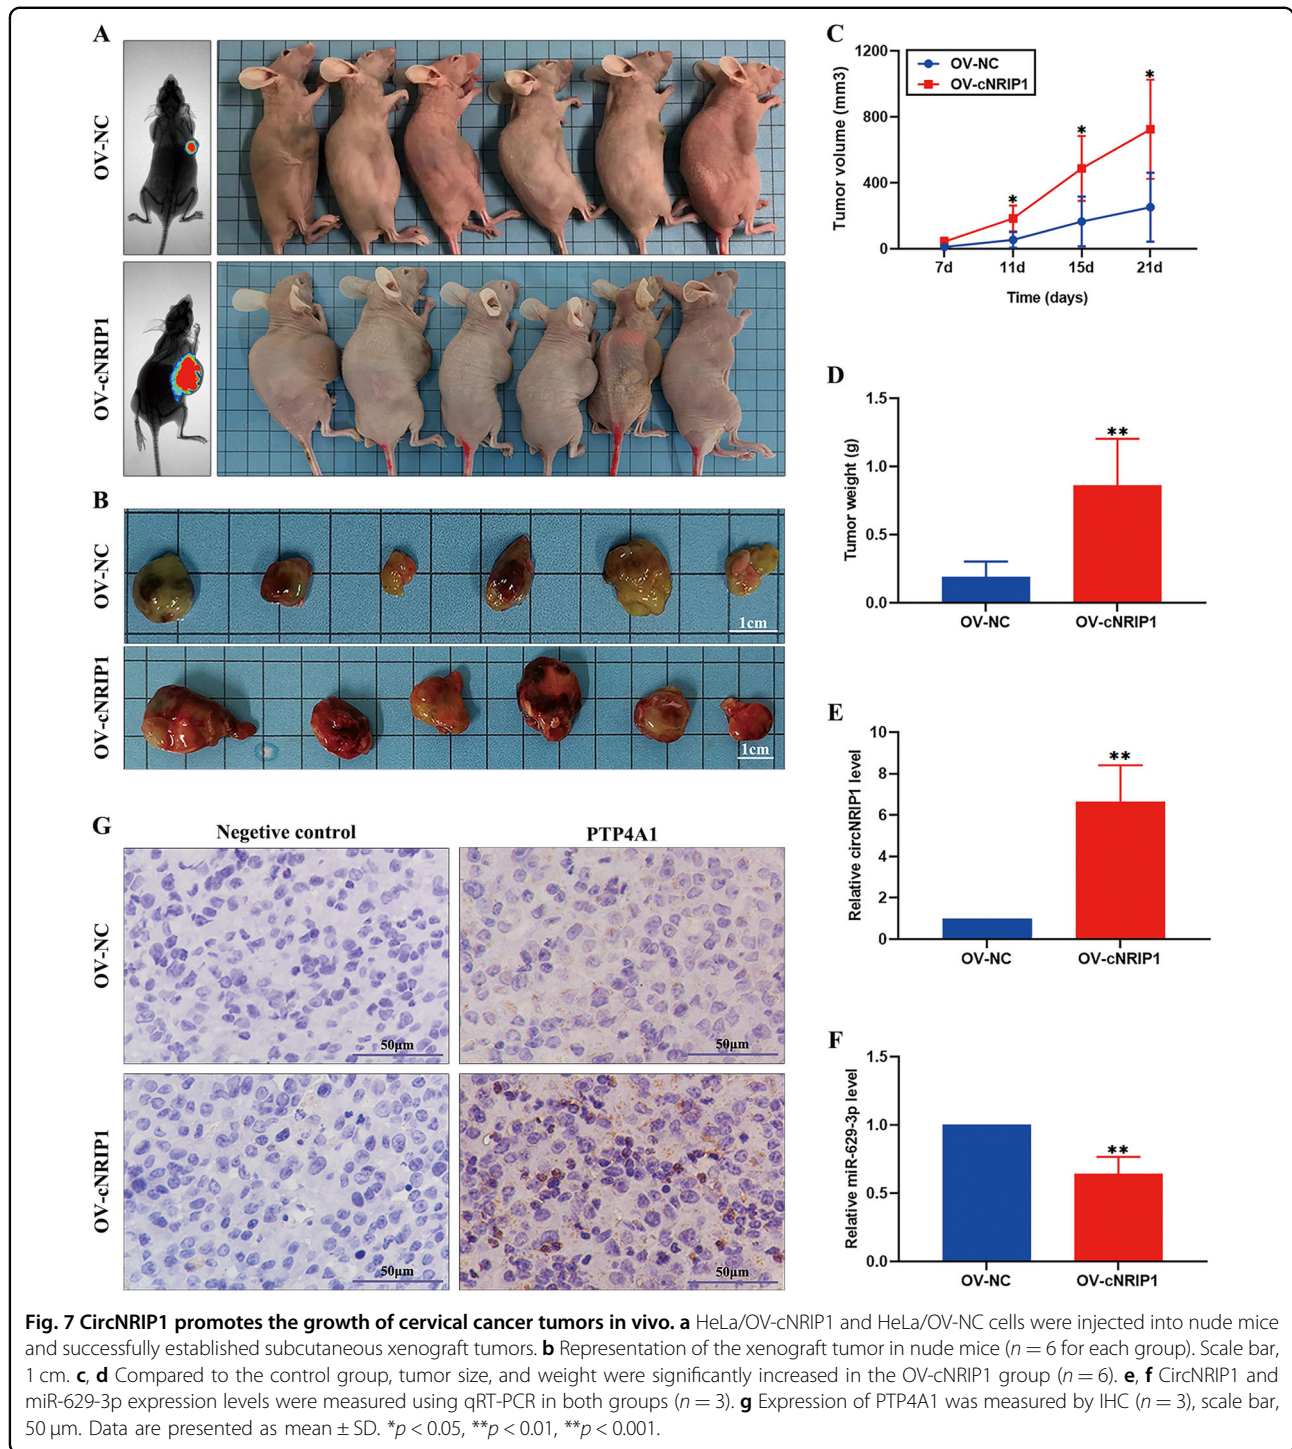 A
OV-NC
OV-cNRIP1
B
OV-NC
1cm
OV-cNRIP1
1cm
G
Negetive control
PTP4A1
OV-NC
50μm
50μm
OV-cNRIP1
50μm
50μm
C
OV-NC
OV-cNRIP1
Tumor volume (mm3)
1200
800
400
0
*
*
*
7d 11d 15d 21d
Time (days)
D
Tumor weight (g)
1.5
1.0
0.5
0.0
**
OV-NC OV-cNRIP1
E
Relative circNRIP1 level
10
8
6
4
2
0
**
OV-NC OV-cNRIP1
F
Relative miR-629-3p level
1.5
1.0
0.5
0.0
**
OV-NC OV-cNRIP1
Fig. 7 CircNRIP1 promotes the growth of cervical cancer tumors in vivo. a HeLa/OV-cNRIP1 and HeLa/OV-NC cells were injected into nude mice
and successfully established subcutaneous xenograft tumors. b Representation of the xenograft tumor in nude mice (n = 6 for each group). Scale bar,
1 cm. c, d Compared to the control group, tumor size, and weight were significantly increased in the OV-cNRIP1 group (n = 6). e, f CircNRIP1 and
miR-629-3p expression levels were measured using qRT-PCR in both groups (n = 3). g Expression of PTP4A1 was measured by IHC (n = 3), scale bar,
50 μm. Data are presented as mean ± SD. *p < 0.05, **p < 0.01, **p < 0.001.